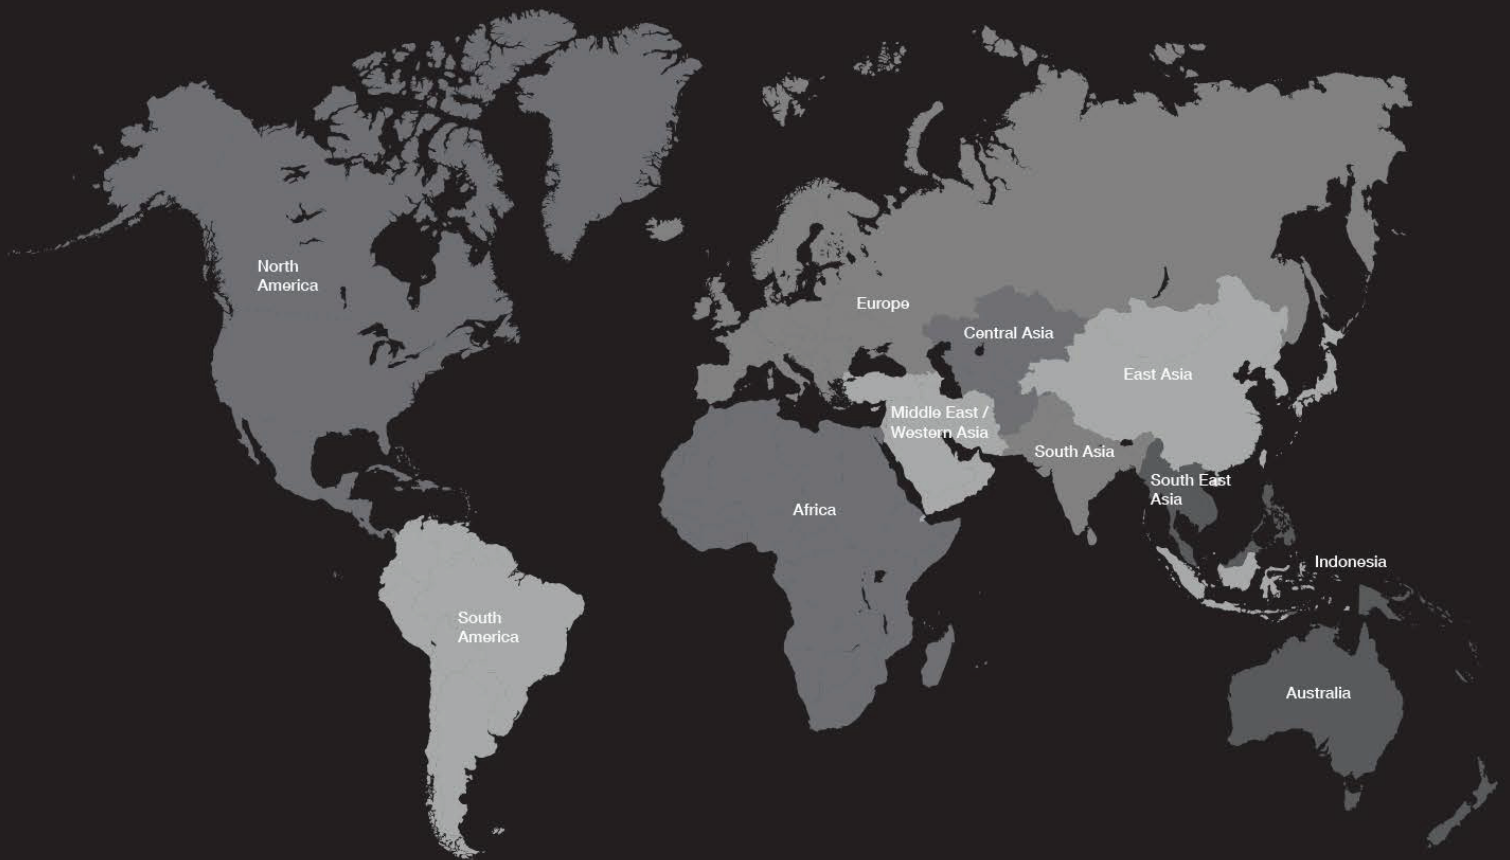 North
America
Europe
Central Asia
East Asia
Middle East /
Western Asia
South Asia
South East
Asia
Africa
Indonesia
South
America
Australia